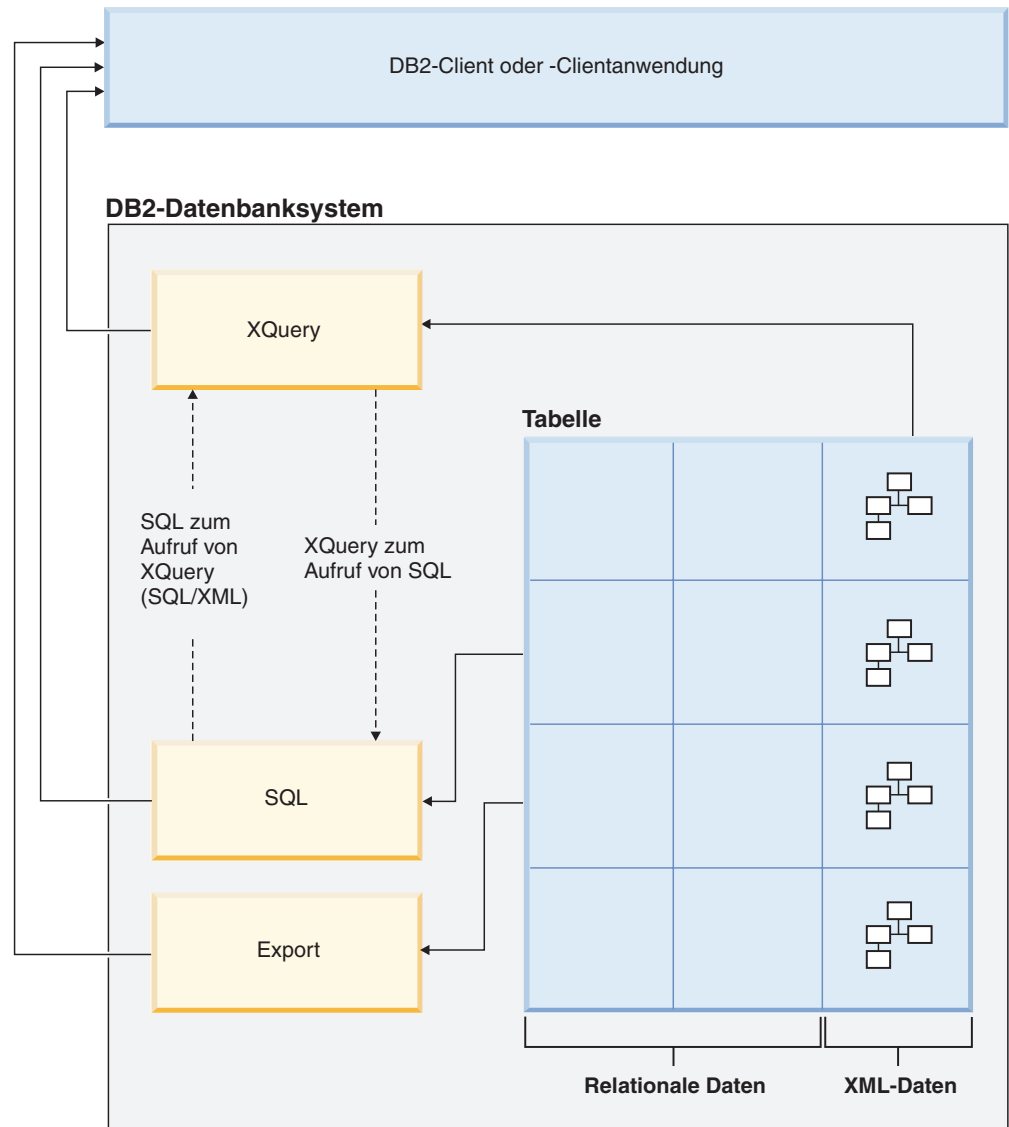 DB2-Client oder -Clientanwendung
DB2-Datenbanksystem
XQuery
Tabelle
SQL zum
Aufruf von
XQuery
(SQL/XML)
XQuery zum
Aufruf von SQL
SQL
Export
Relationale Daten
XML-Daten